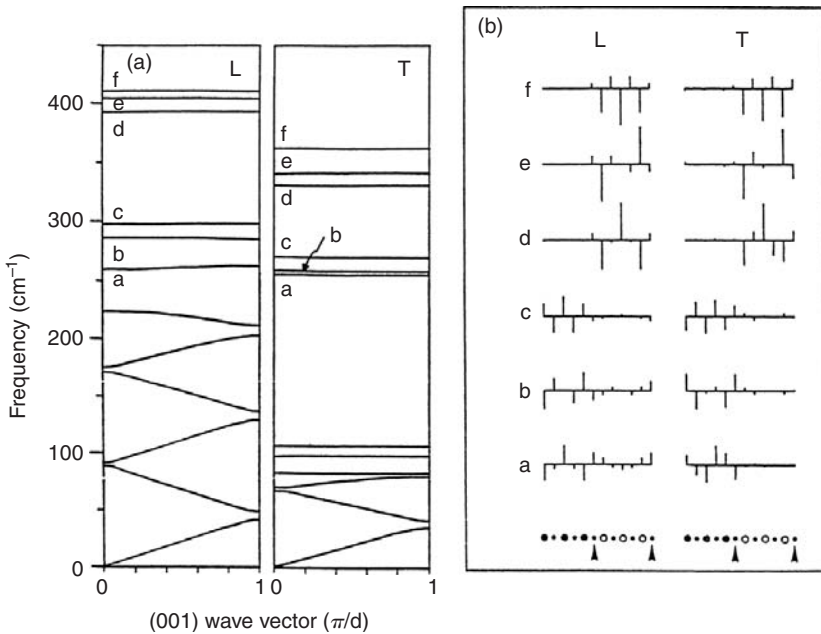 (a) L T
(b) L T
400
300
200
100
0
Frequency (cm⁻¹)
f
e
d
c
b
a
f
e
d
c b
a
f
e
d
c
b
a
0 1 0 1
(001) wave vector (π/d)